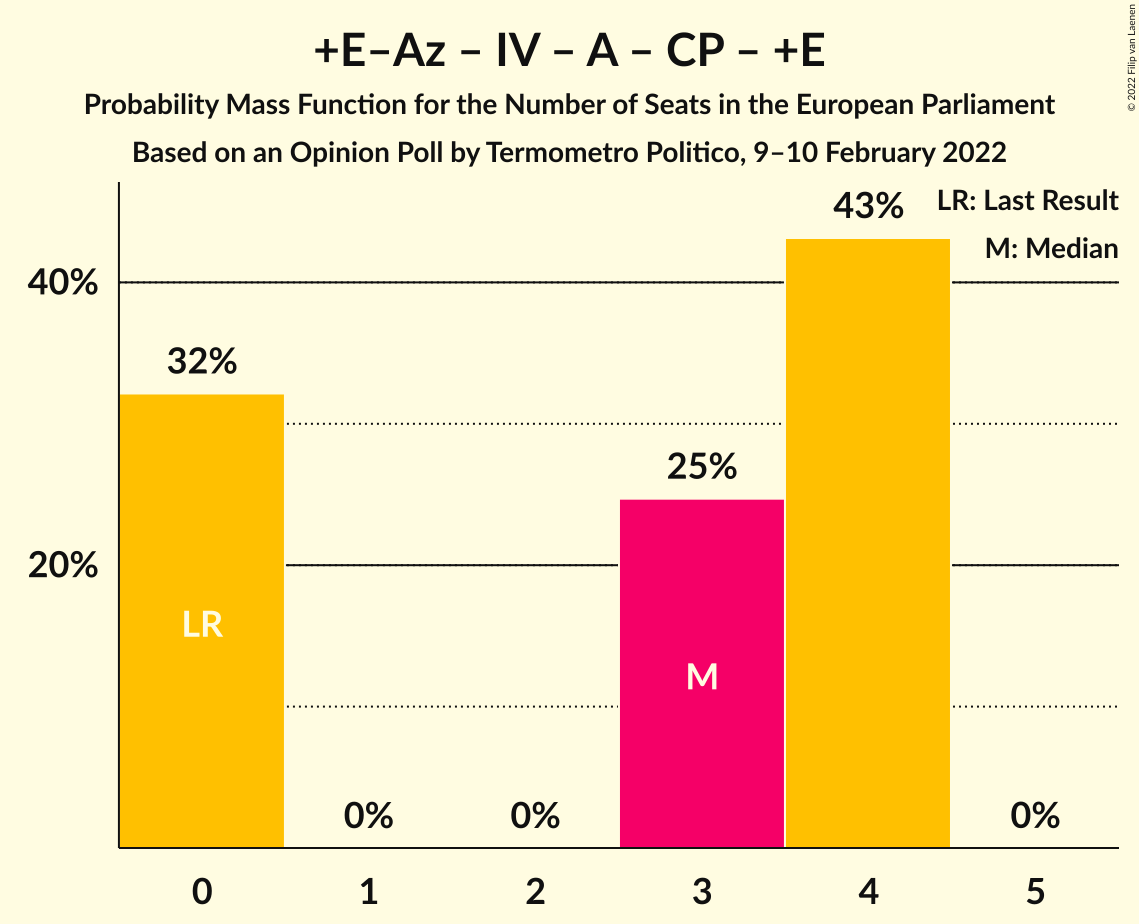 +E–Az – IV – A – CP – +E
Probability Mass Function for the Number of Seats in the European Parliament
Based on an Opinion Poll by Termometro Politico, 9–10 February 2022
© 2022 Filip van Laenen
LR: Last Result
M: Median
43%
40%
32%
25%
20%
LR
M
0%
0%
0%
0
1
2
3
4
5